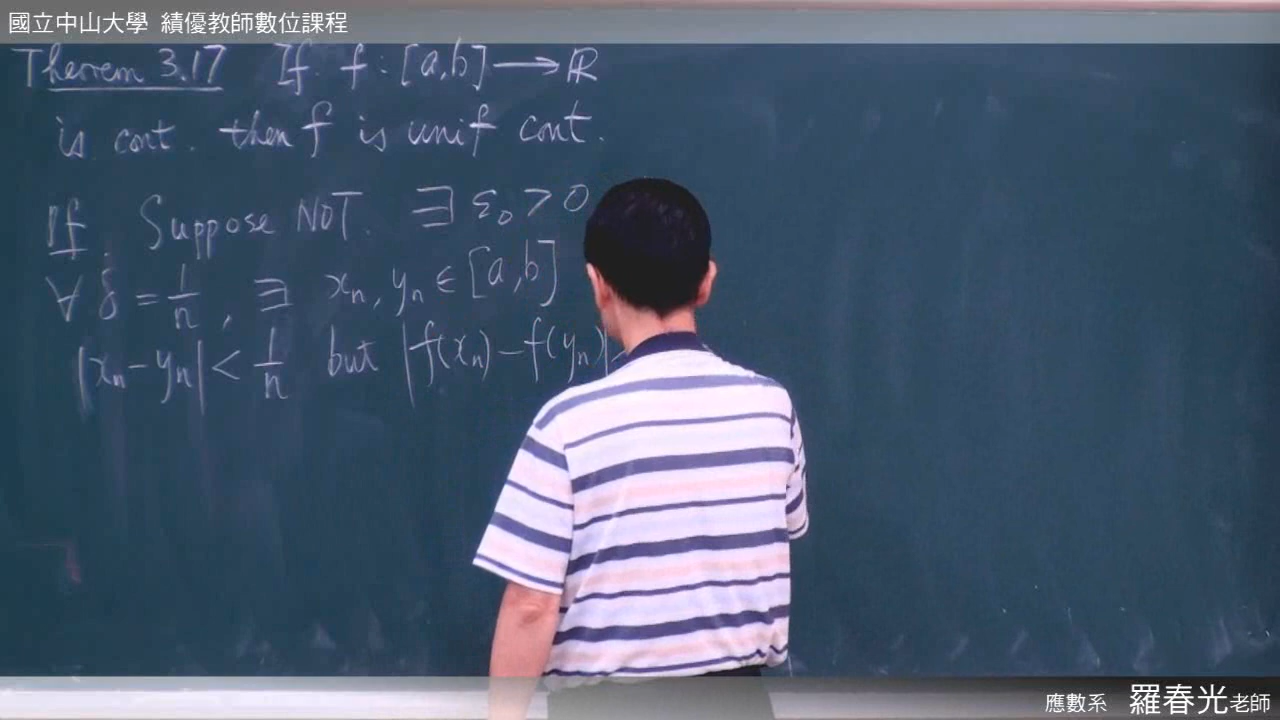 國立中山大學 績優教師數位課程
Theorem 3.17 If f : [a,b] → ℝ
is cont. then f is unif cont.
Pf. Suppose NOT. ∃ ε₀ > 0
∀ δ = 1/n, ∃ xₙ, yₙ ∈ [a,b]
|xₙ - yₙ| < 1/n but |f(xₙ) - f(yₙ)|
應數系 羅春光老師